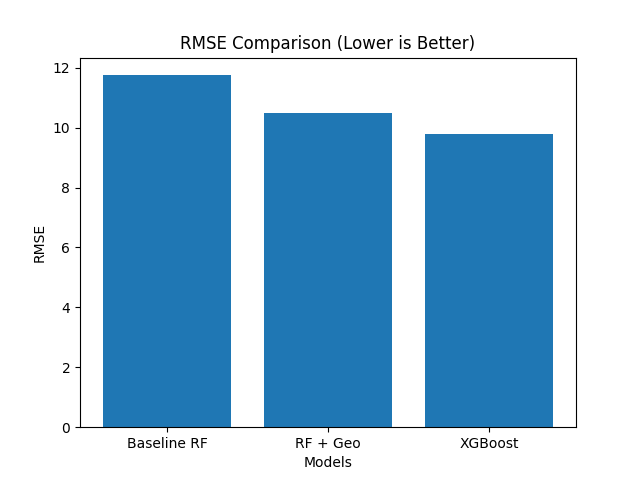 RMSE Comparison (Lower is Better)
12
10
8
6
4
2
0
RMSE
Baseline RF
RF + Geo
XGBoost
Models